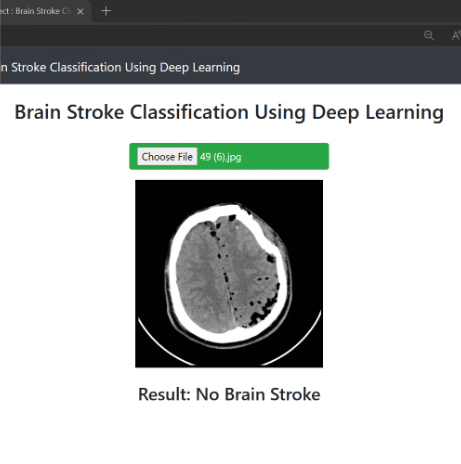 ect : Brain Stroke Cl
n Stroke Classification Using Deep Learning
Brain Stroke Classification Using Deep Learning
Choose File 49 (6).jpg
Result: No Brain Stroke